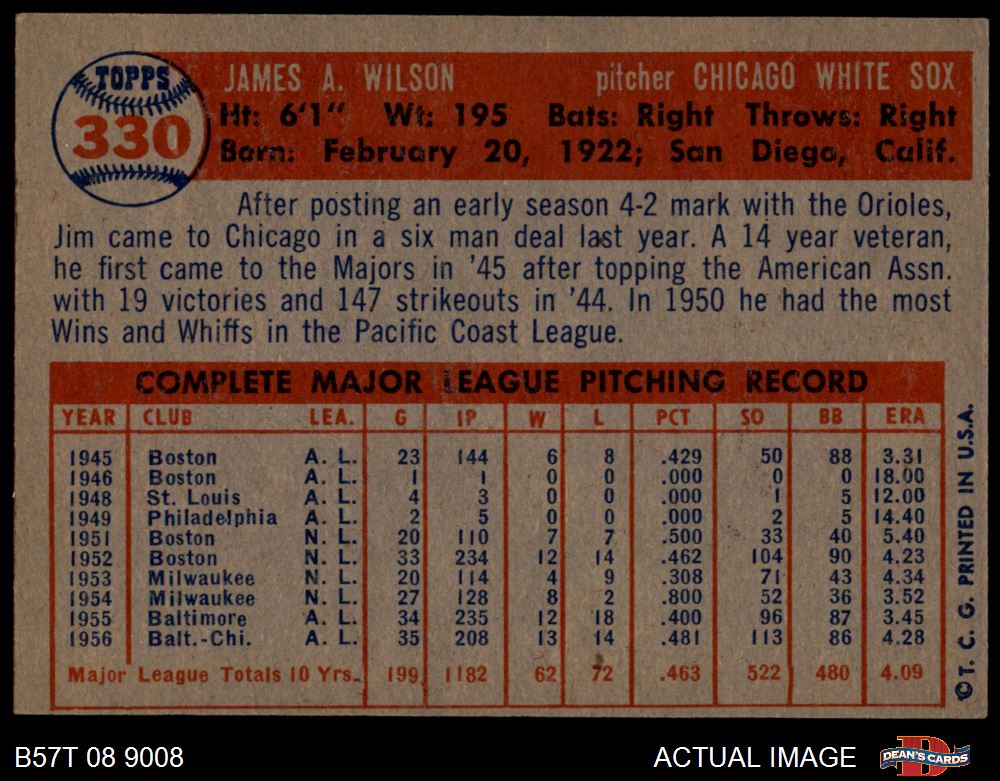 TOPPS
330
JAMES A. WILSON pitcher CHICAGO WHITE SOX
Ht: 6'1" Wt: 195 Bats: Right Throws: Right
Born: February 20, 1922; San Diego, Calif.
After posting an early season 4-2 mark with the Orioles,
Jim came to Chicago in a six man deal last year. A 14 year veteran,
he first came to the Majors in '45 after topping the American Assn.
with 19 victories and 147 strikeouts in '44. In 1950 he had the most
Wins and Whiffs in the Pacific Coast League.
COMPLETE MAJOR LEAGUE PITCHING RECORD
YEAR CLUB LEA. G IP W L PCT SO BB ERA
1945 Boston A. L. 23 144 6 8 .429 50 88 3.31
1946 Boston A. L. 1 1 0 0 .000 0 0 18.00
1948 St. Louis A. L. 4 3 0 0 .000 1 5 12.00
1949 Philadelphia A. L. 2 5 0 0 .000 2 5 14.40
1951 Boston N. L. 20 110 7 7 .500 33 40 5.40
1952 Boston N. L. 33 234 12 14 .462 104 90 4.23
1953 Milwaukee N. L. 20 114 4 9 .308 71 43 4.34
1954 Milwaukee N. L. 27 128 8 2 .800 52 36 3.52
1955 Baltimore A. L. 34 235 12 18 .400 96 87 3.45
1956 Balt.-Chi. A. L. 35 208 13 14 .481 113 86 4.28
Major League Totals 10 Yrs. 199 1182 62 72 .463 522 480 4.09
© T. C. G. PRINTED IN U.S.A.
B57T 08 9008 ACTUAL IMAGE
DEAN'S CARDS